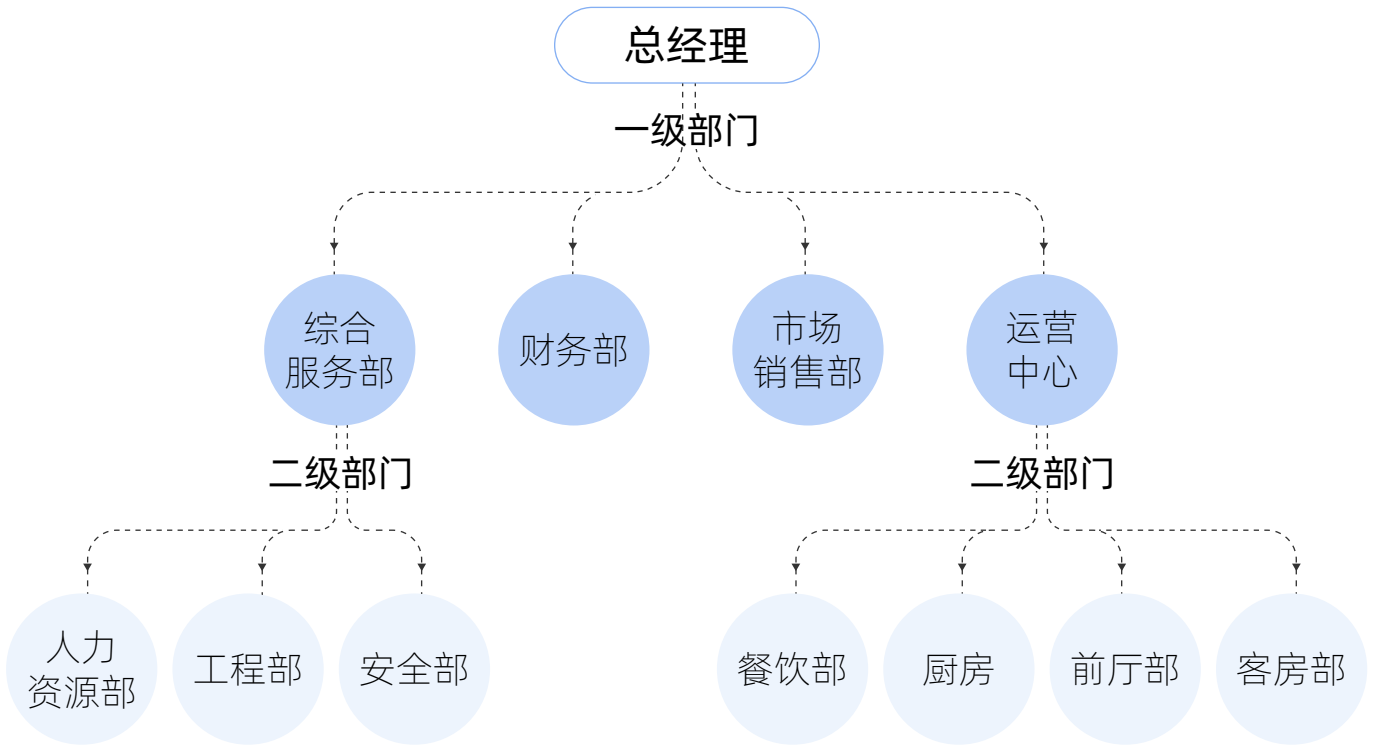 总经理
一级部门
综合
服务部
财务部
市场
销售部
运营
中心
二级部门
二级部门
人力
资源部
工程部
安全部
餐饮部
厨房
前厅部
客房部